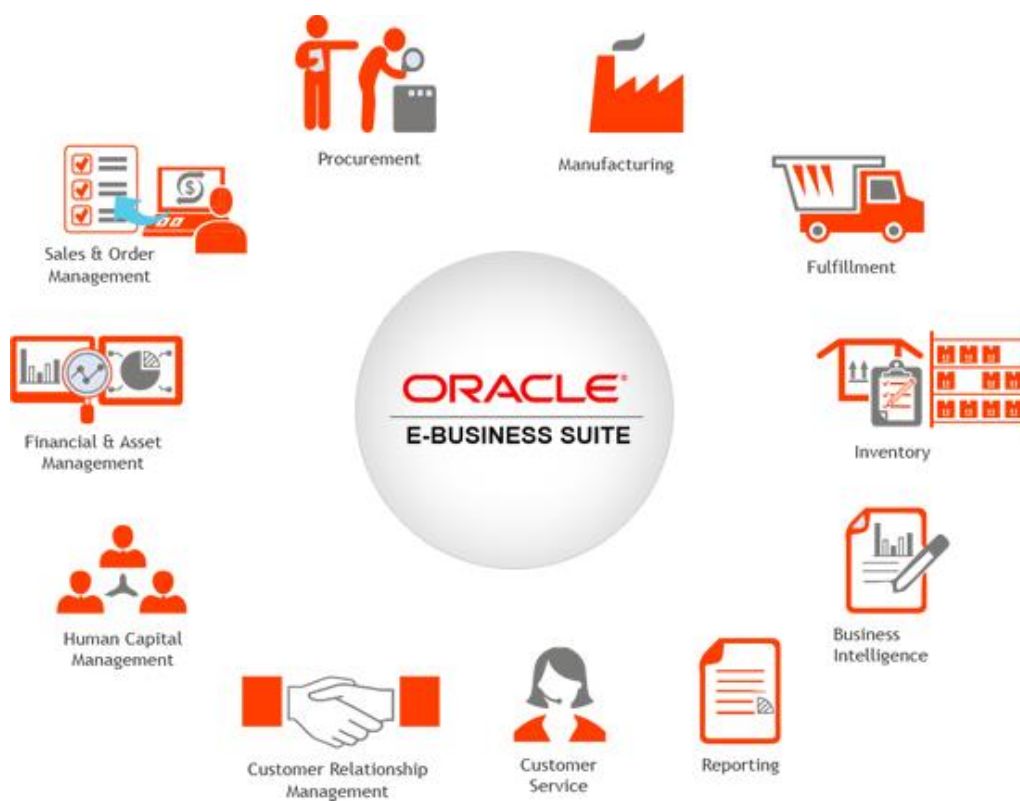 Procurement
Manufacturing
Sales & Order
Management
Fulfillment
ORACLE®
E-BUSINESS SUITE
Financial & Asset
Management
Inventory
Human Capital
Management
Business
Intelligence
Customer Relationship
Management
Customer
Service
Reporting